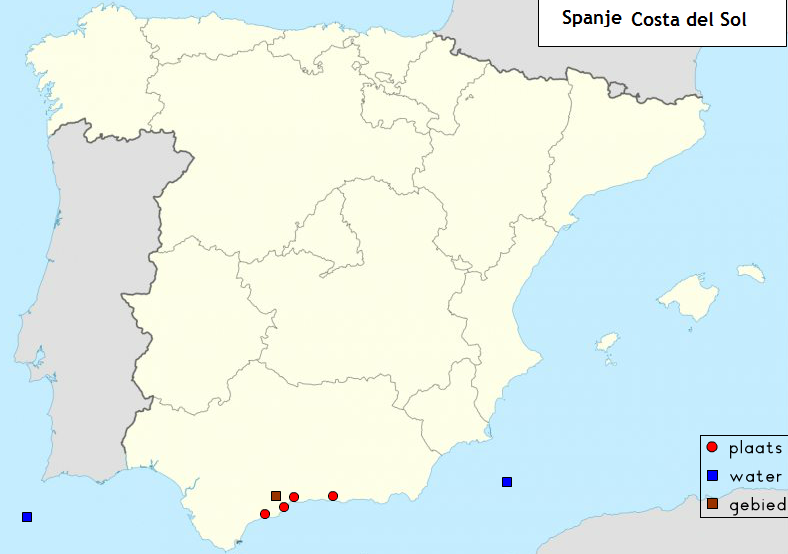 Spanje Costa del Sol
plaats
water
gebied